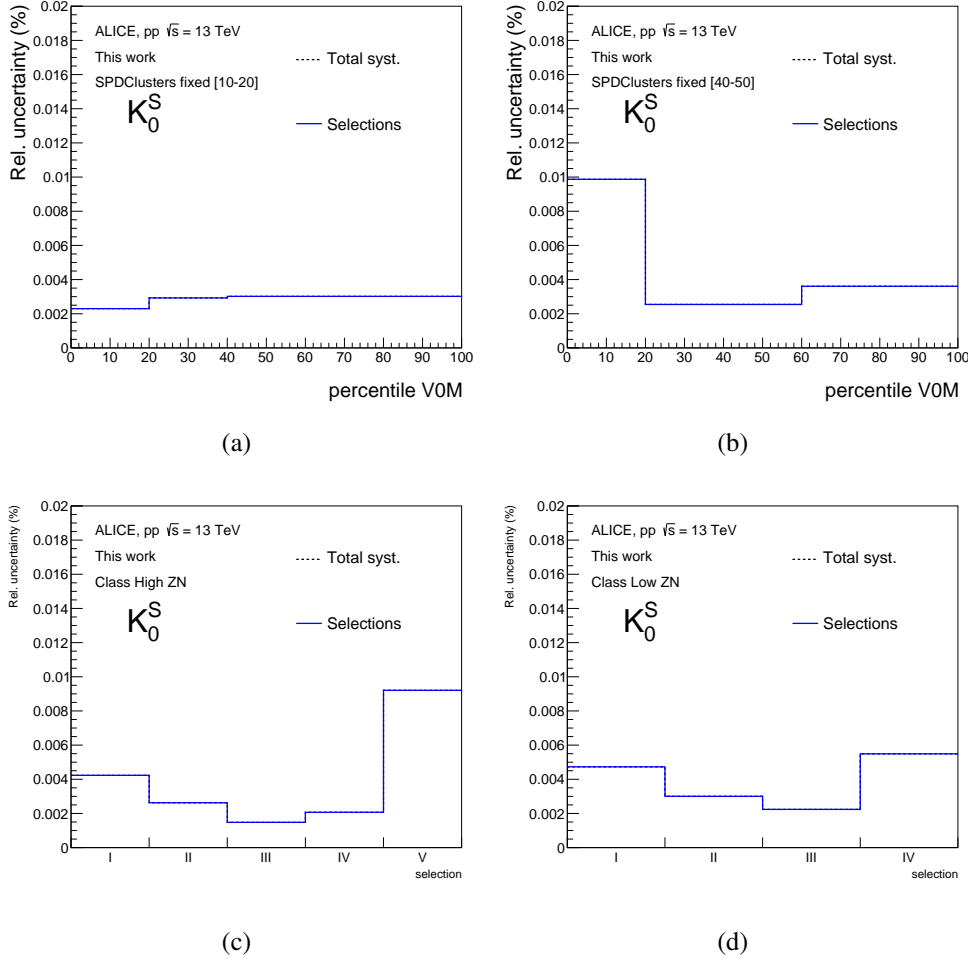 Rel. uncertainty (%)
0.02
0.018
0.016
0.014
0.012
0.01
0.008
0.006
0.004
0.002
0
ALICE, pp √s = 13 TeV
This work
SPDClusters fixed [10-20]
K₀ˢ
Total syst.
Selections
0 10 20 30 40 50 60 70 80 90 100
percentile V0M
(a)
Rel. uncertainty (%)
0.02
0.018
0.016
0.014
0.012
0.01
0.008
0.006
0.004
0.002
0
ALICE, pp √s = 13 TeV
This work
SPDClusters fixed [40-50]
K₀ˢ
Total syst.
Selections
0 10 20 30 40 50 60 70 80 90 100
percentile V0M
(b)
Rel. uncertainty (%)
0.02
0.018
0.016
0.014
0.012
0.01
0.008
0.006
0.004
0.002
0
ALICE, pp √s = 13 TeV
This work
Class High ZN
K₀ˢ
Total syst.
Selections
I II III IV V
selection
(c)
Rel. uncertainty (%)
0.02
0.018
0.016
0.014
0.012
0.01
0.008
0.006
0.004
0.002
0
ALICE, pp √s = 13 TeV
This work
Class Low ZN
K₀ˢ
Total syst.
Selections
I II III IV
selection
(d)